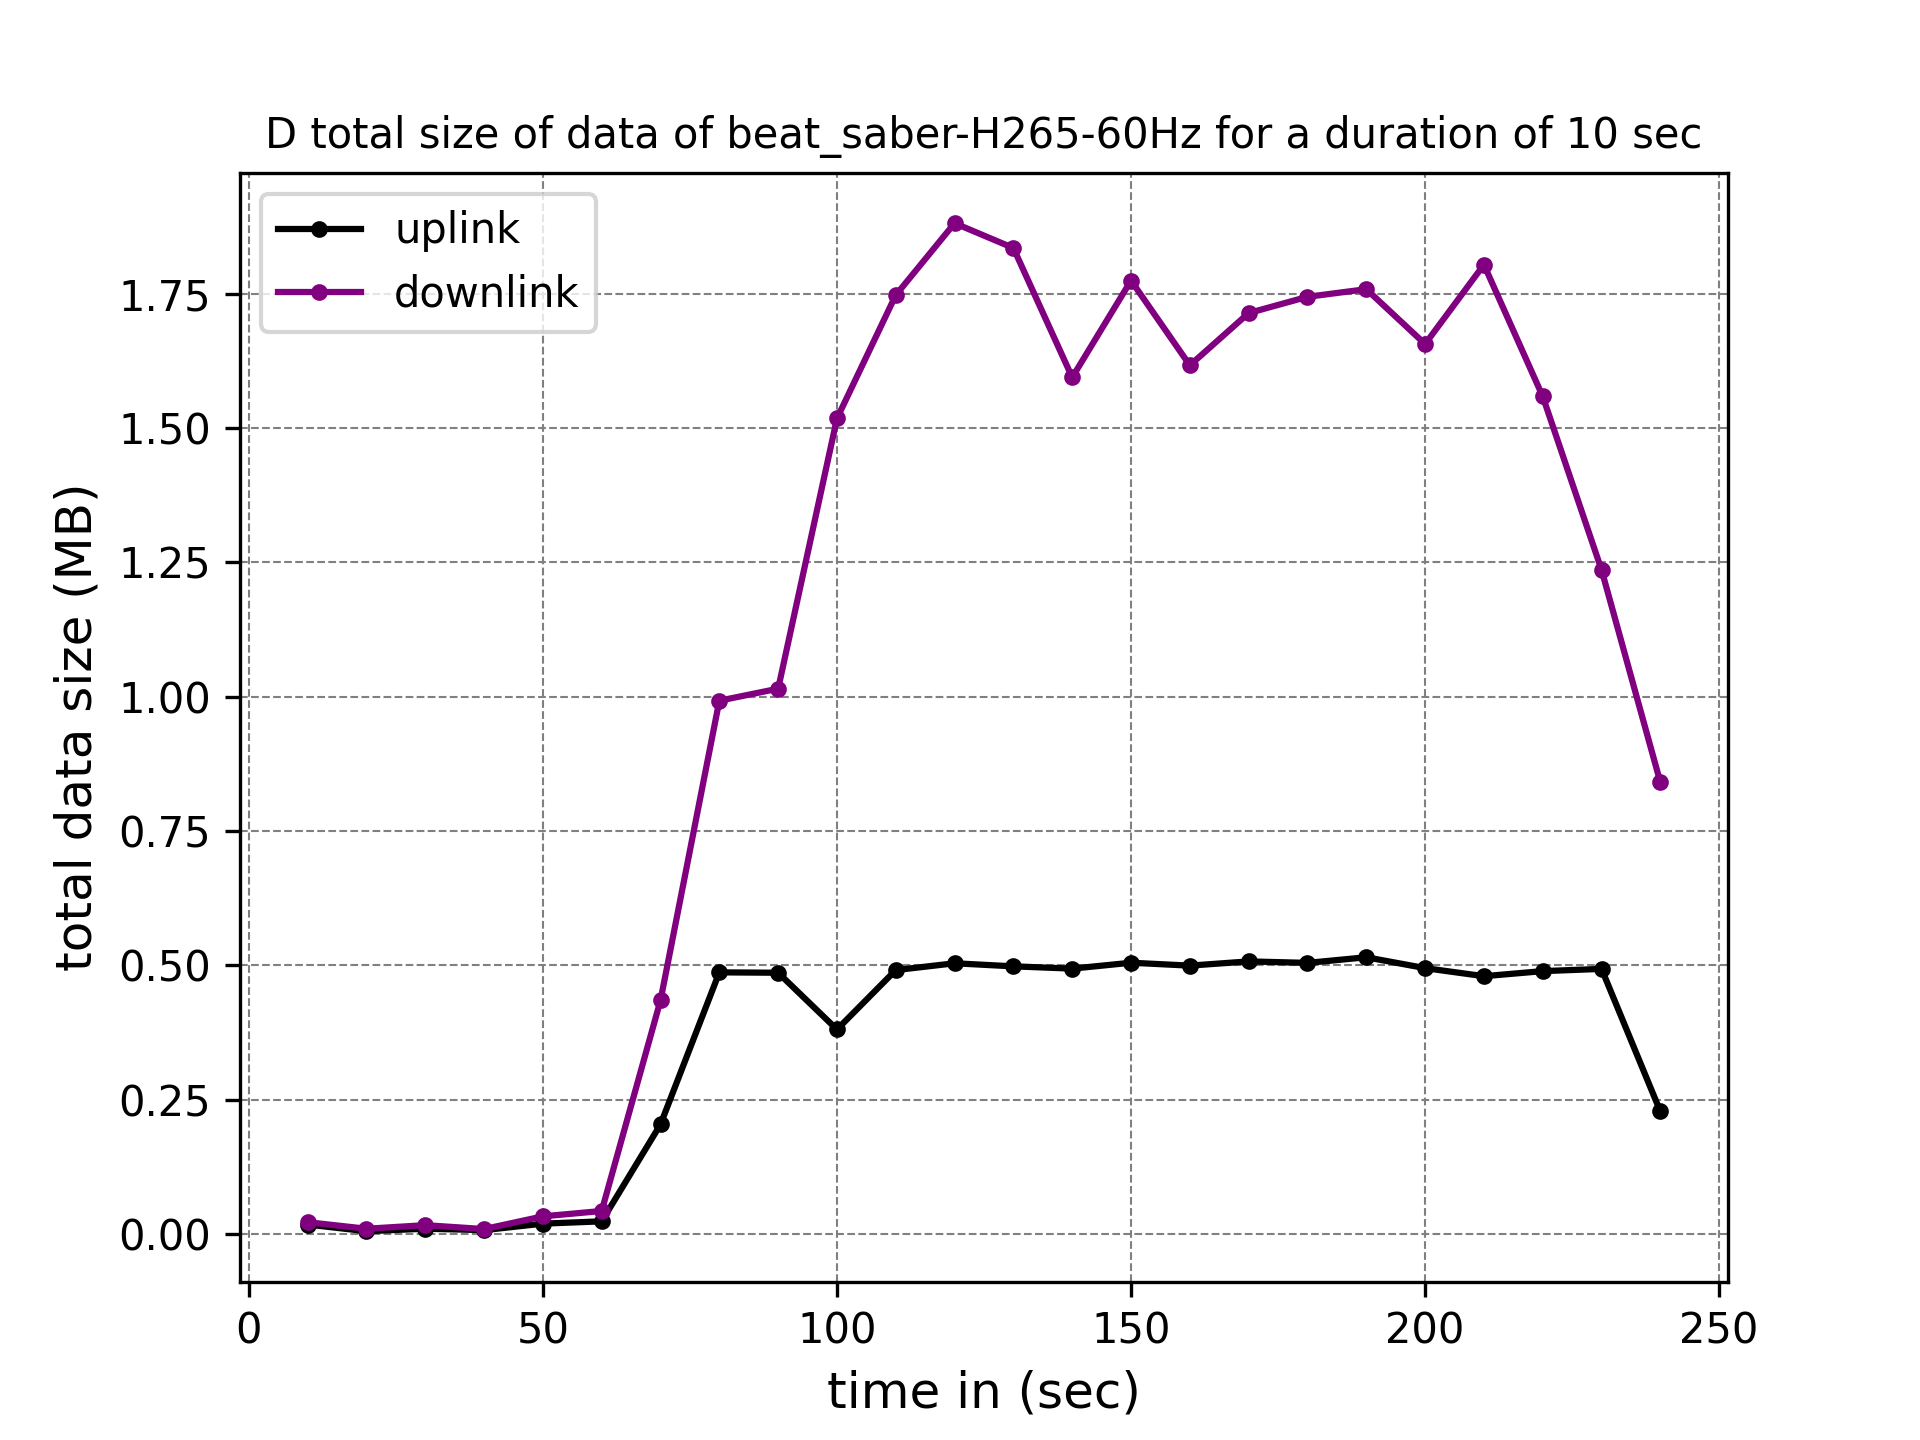 D total size of data of beat_saber-H265-60Hz for a duration of 10 sec
uplink
downlink
1.75
1.50
1.25
1.00
0.75
0.50
0.25
0.00
total data size (MB)
0 50 100 150 200 250
time in (sec)